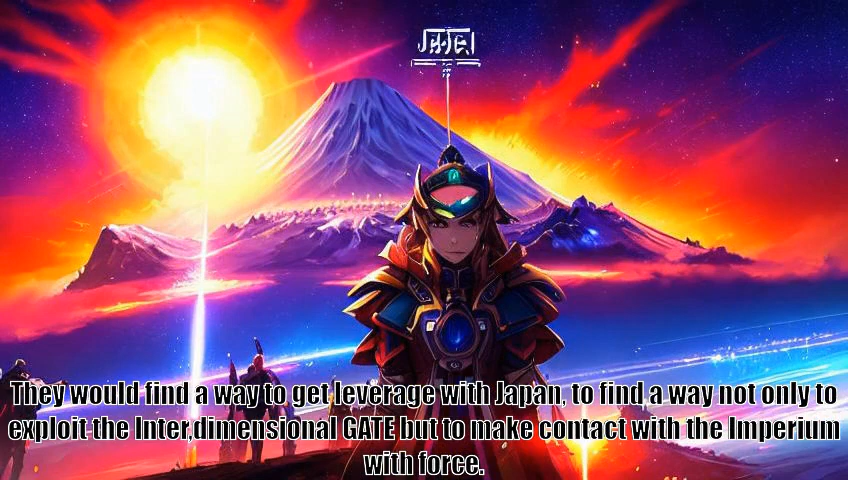 They would find a way to get leverage with Japan, to find a way not only to
exploit the Inter,dimensional GATE but to make contact with the Imperium
with force.